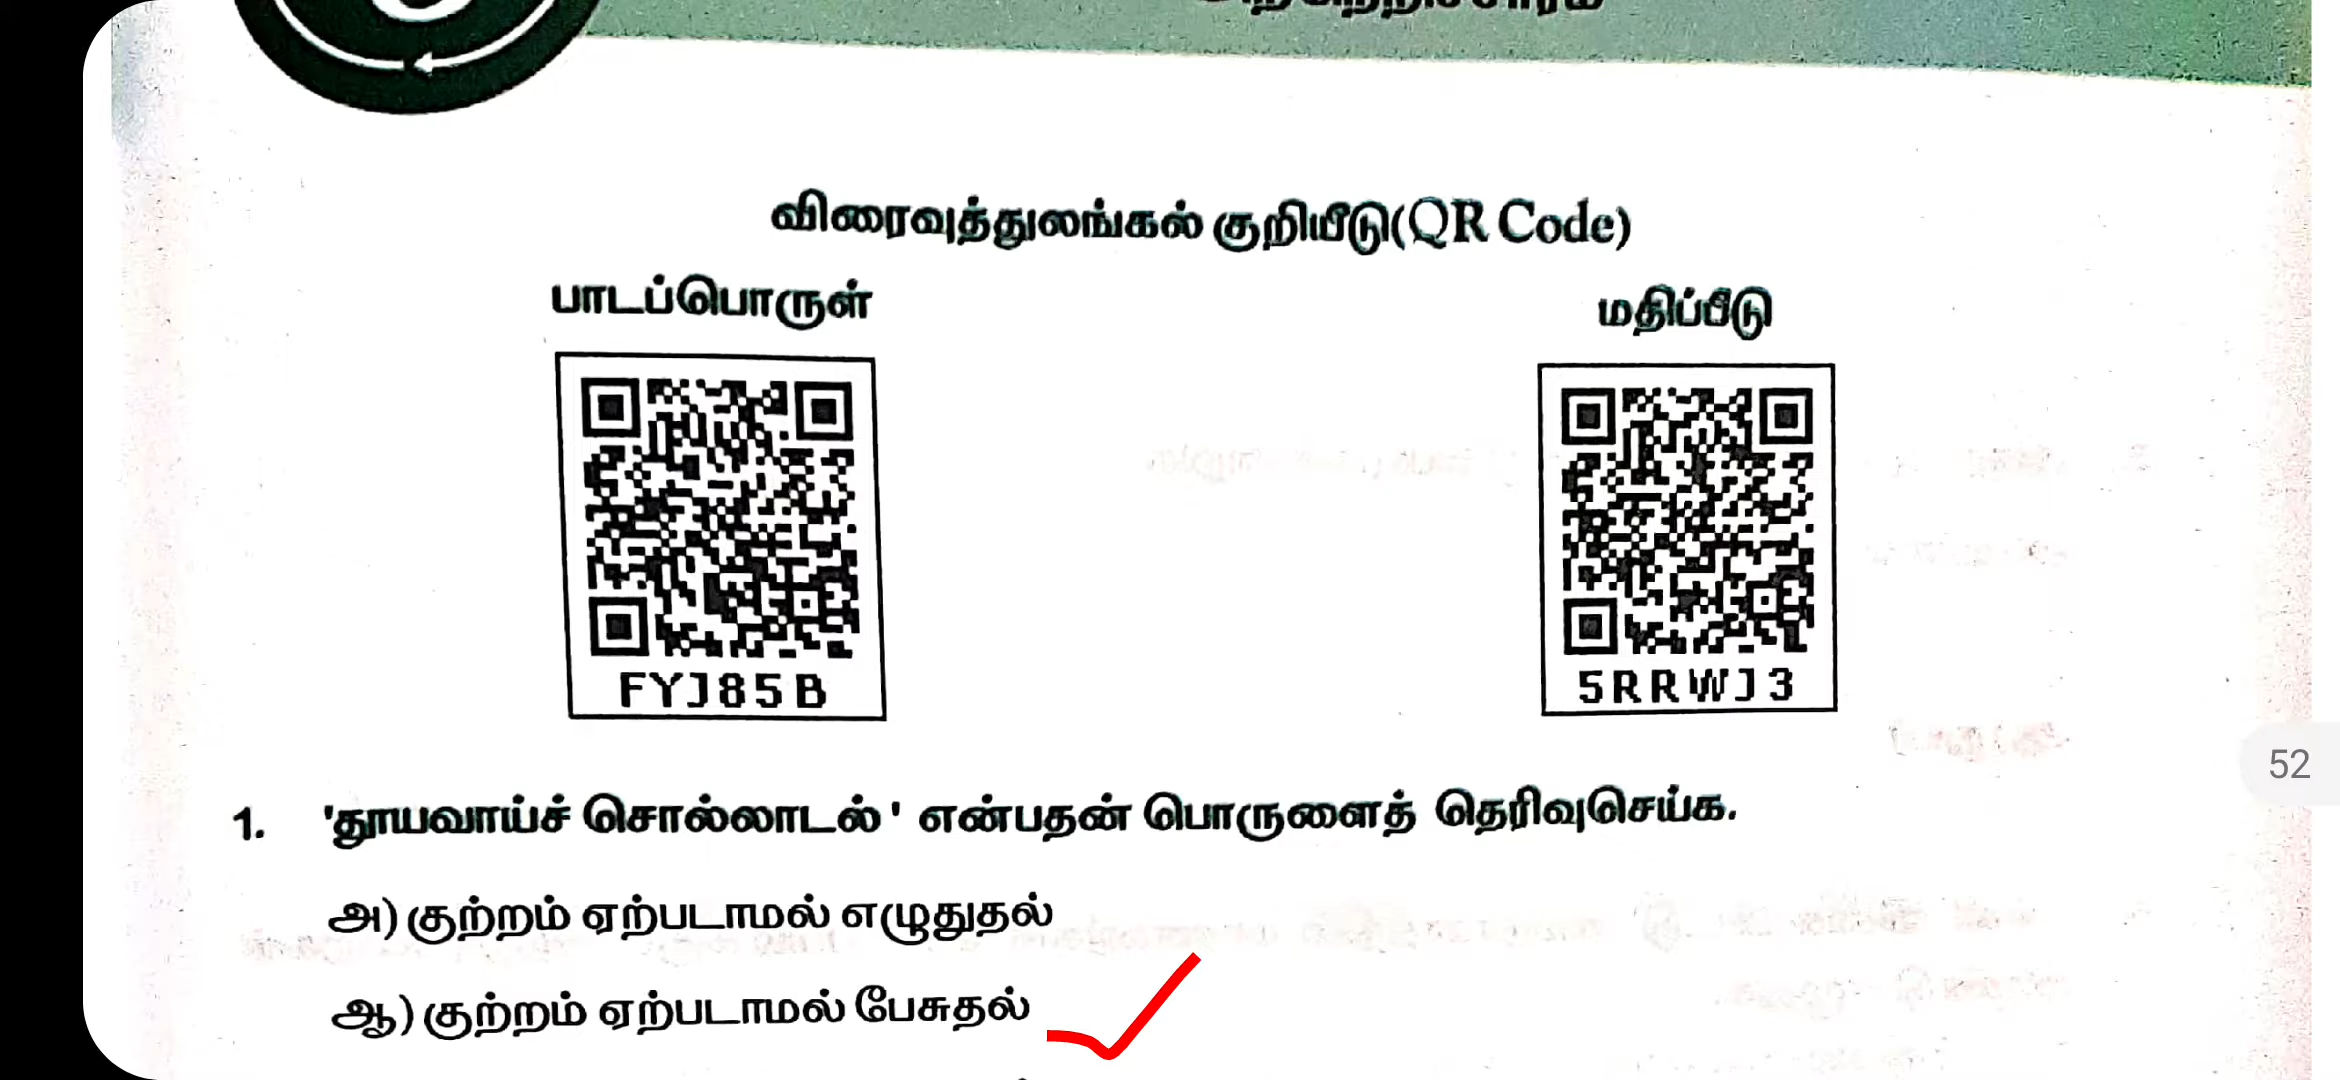 விரைவுத்துலங்கல் குறியீடு(QR Code)
பாடப்பொருள்
மதிப்பீடு
FYJ85B
5RRWJ3
52
1. 'தூயவாய்ச் சொல்லாடல் ' என்பதன் பொருளைத் தெரிவுசெய்க.
அ) குற்றம் ஏற்படாமல் எழுதுதல்
ஆ) குற்றம் ஏற்படாமல் பேசுதல்